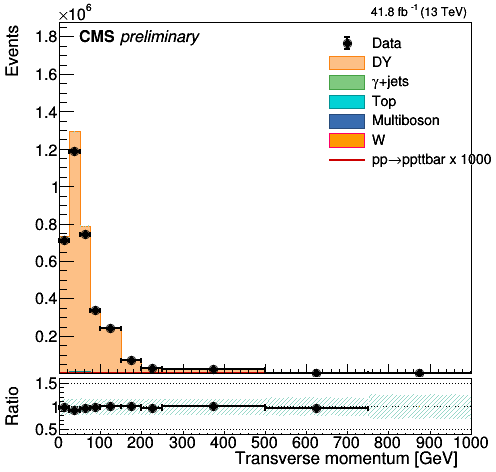 41.8 fb⁻¹ (13 TeV)
×10⁶
CMS preliminary
Events
1.8
1.6
1.4
1.2
1
0.8
0.6
0.4
0.2
Data
DY
γ+jets
Top
Multiboson
W
pp→ppttbar x 1000
Ratio
1.5
1
0.5
0 100 200 300 400 500 600 700 800 900 1000
Transverse momentum [GeV]